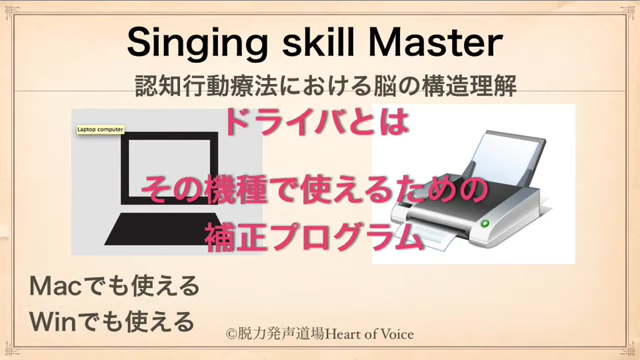 Singing skill Master
認知行動療法における脳の構造理解
Laptop computer
ドライバとは
その機種で使えるための
補正プログラム
Macでも使える
Winでも使える
©脱力発声道場Heart of Voice